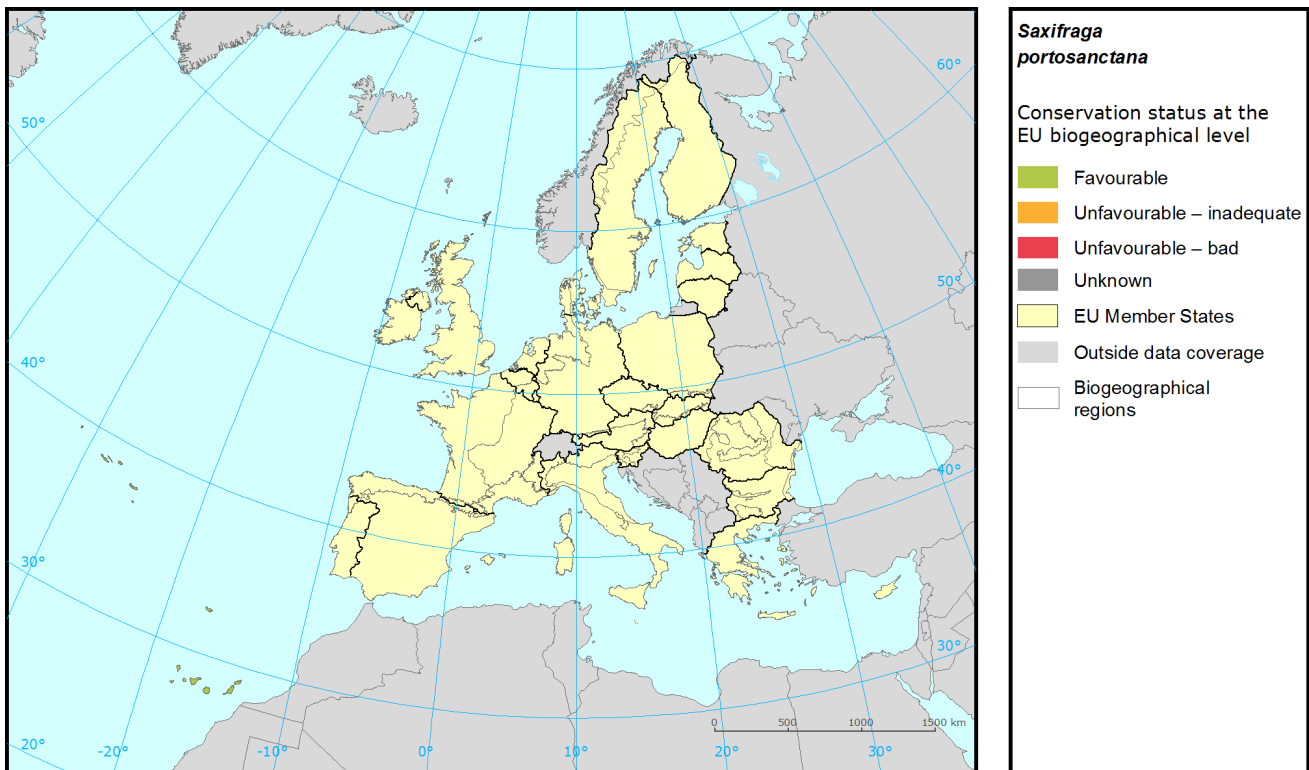 Saxifraga
portosanctana
Conservation status at the
EU biogeographical level
Favourable
Unfavourable – inadequate
Unfavourable – bad
Unknown
EU Member States
Outside data coverage
Biogeographical
regions
60°
50°
50°
40°
40°
30°
30°
0 500 1000 1500 km
20° -20° -10° 0° 10° 20° 30°